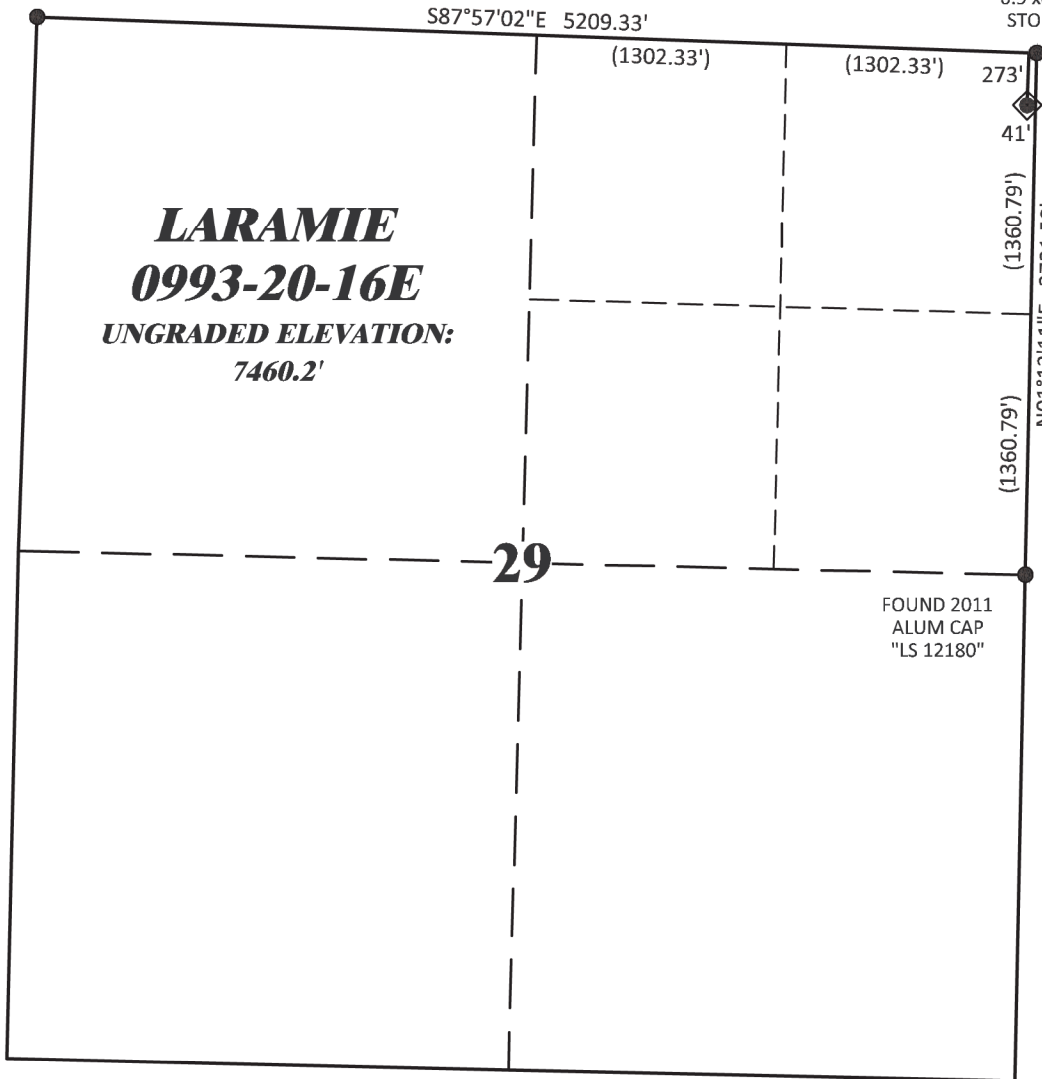 S87°57'02"E 5209.33'
STO
(1302.33')
(1302.33')
273'
41'
(1360.79')
LARAMIE
0993-20-16E
UNGRADED ELEVATION:
7460.2'
(1360.79')
29
FOUND 2011
ALUM CAP
"LS 12180"